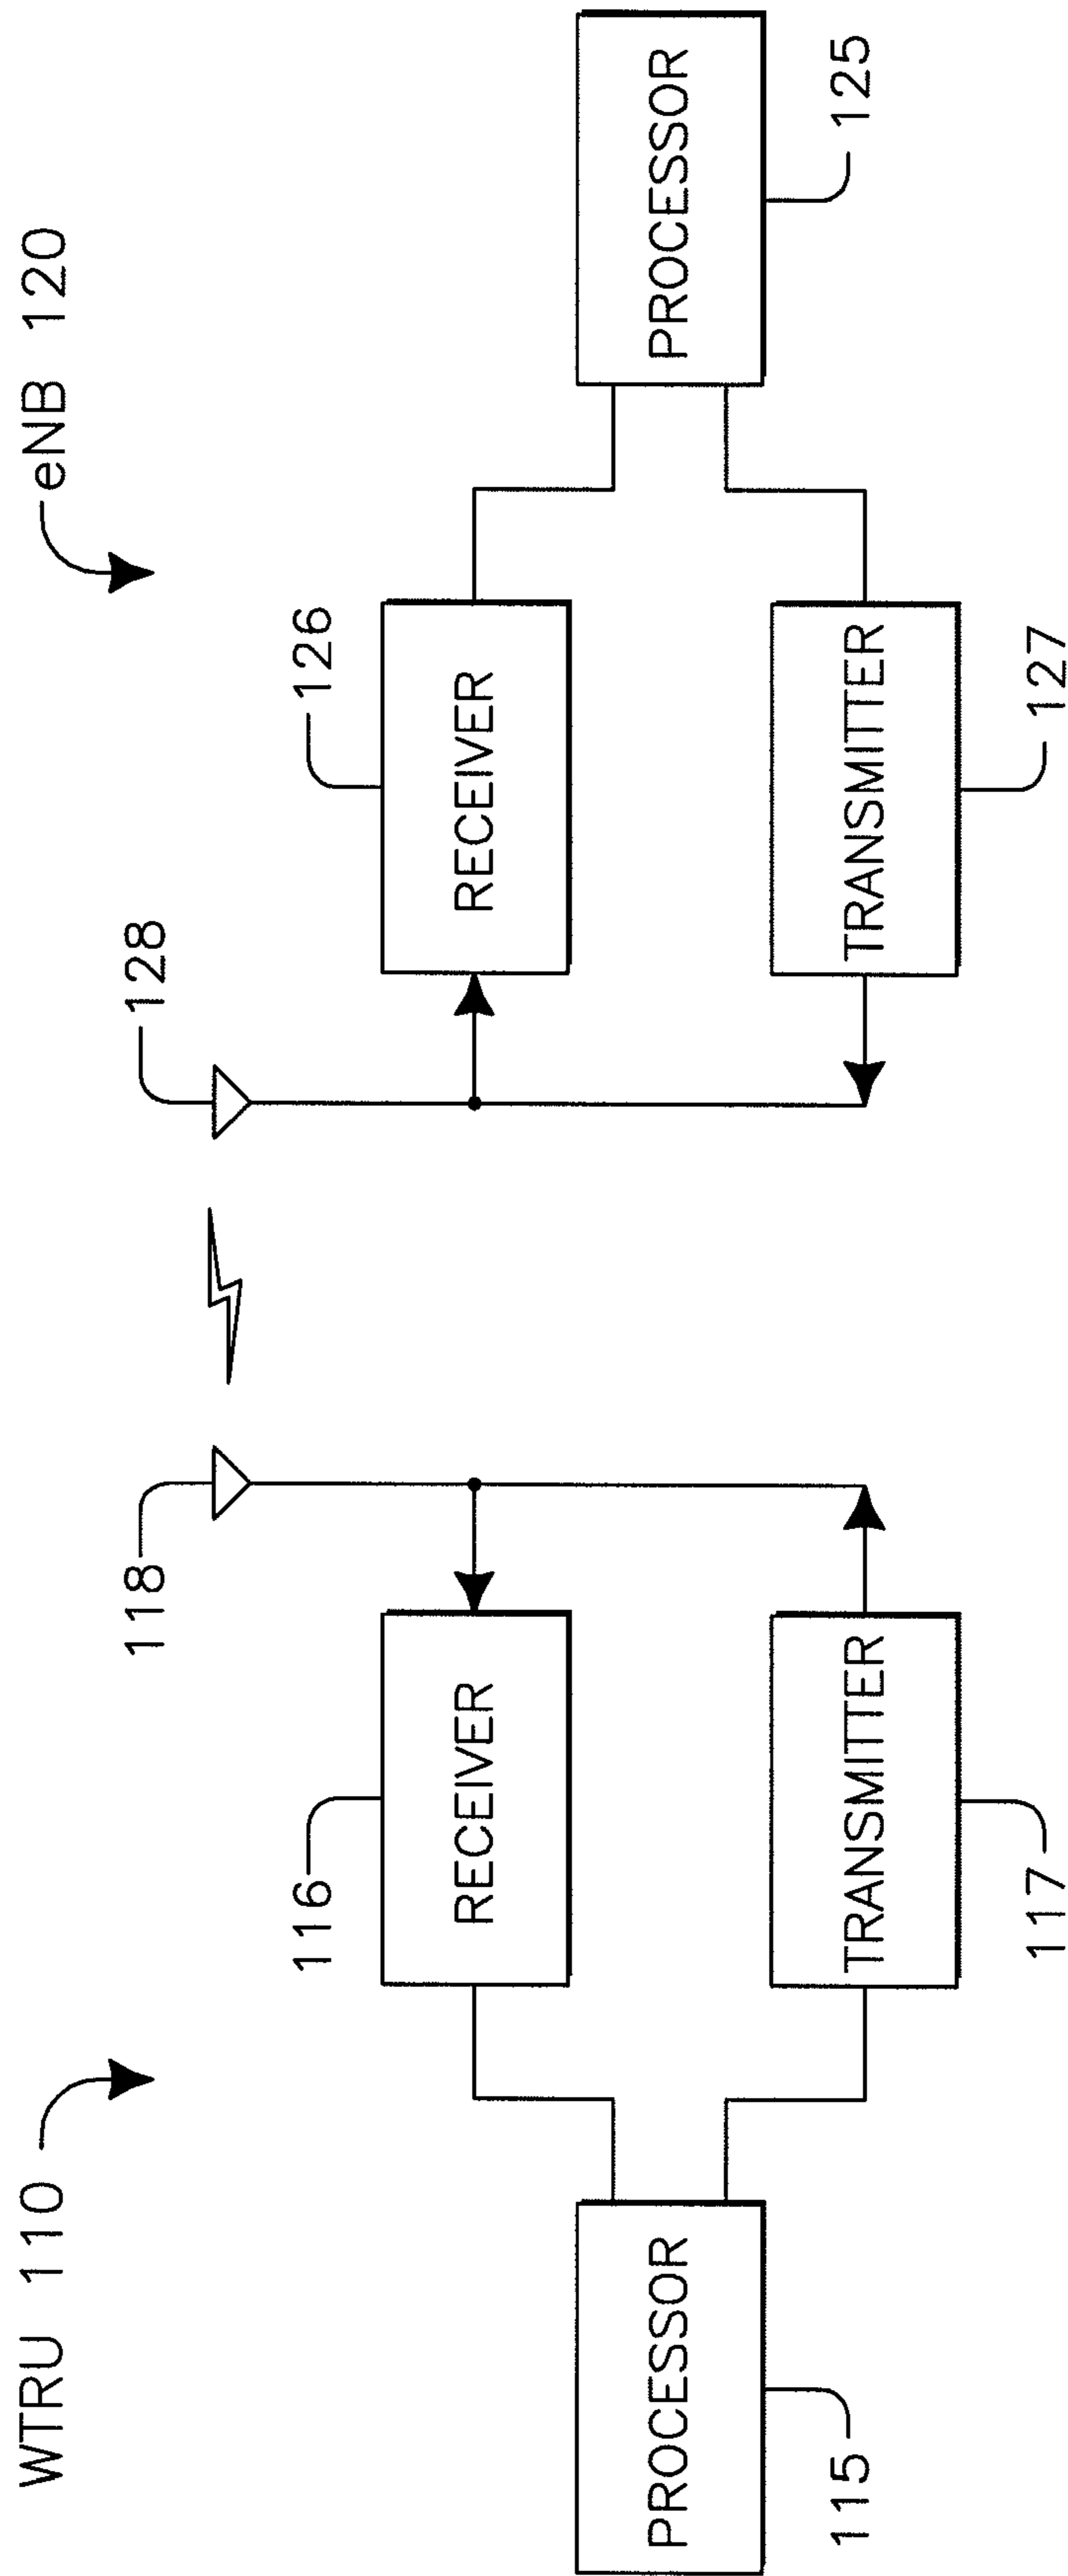 WTRU 110
eNB 120
118
128
116
126
RECEIVER
RECEIVER
PROCESSOR
PROCESSOR
115
125
TRANSMITTER
TRANSMITTER
117
127